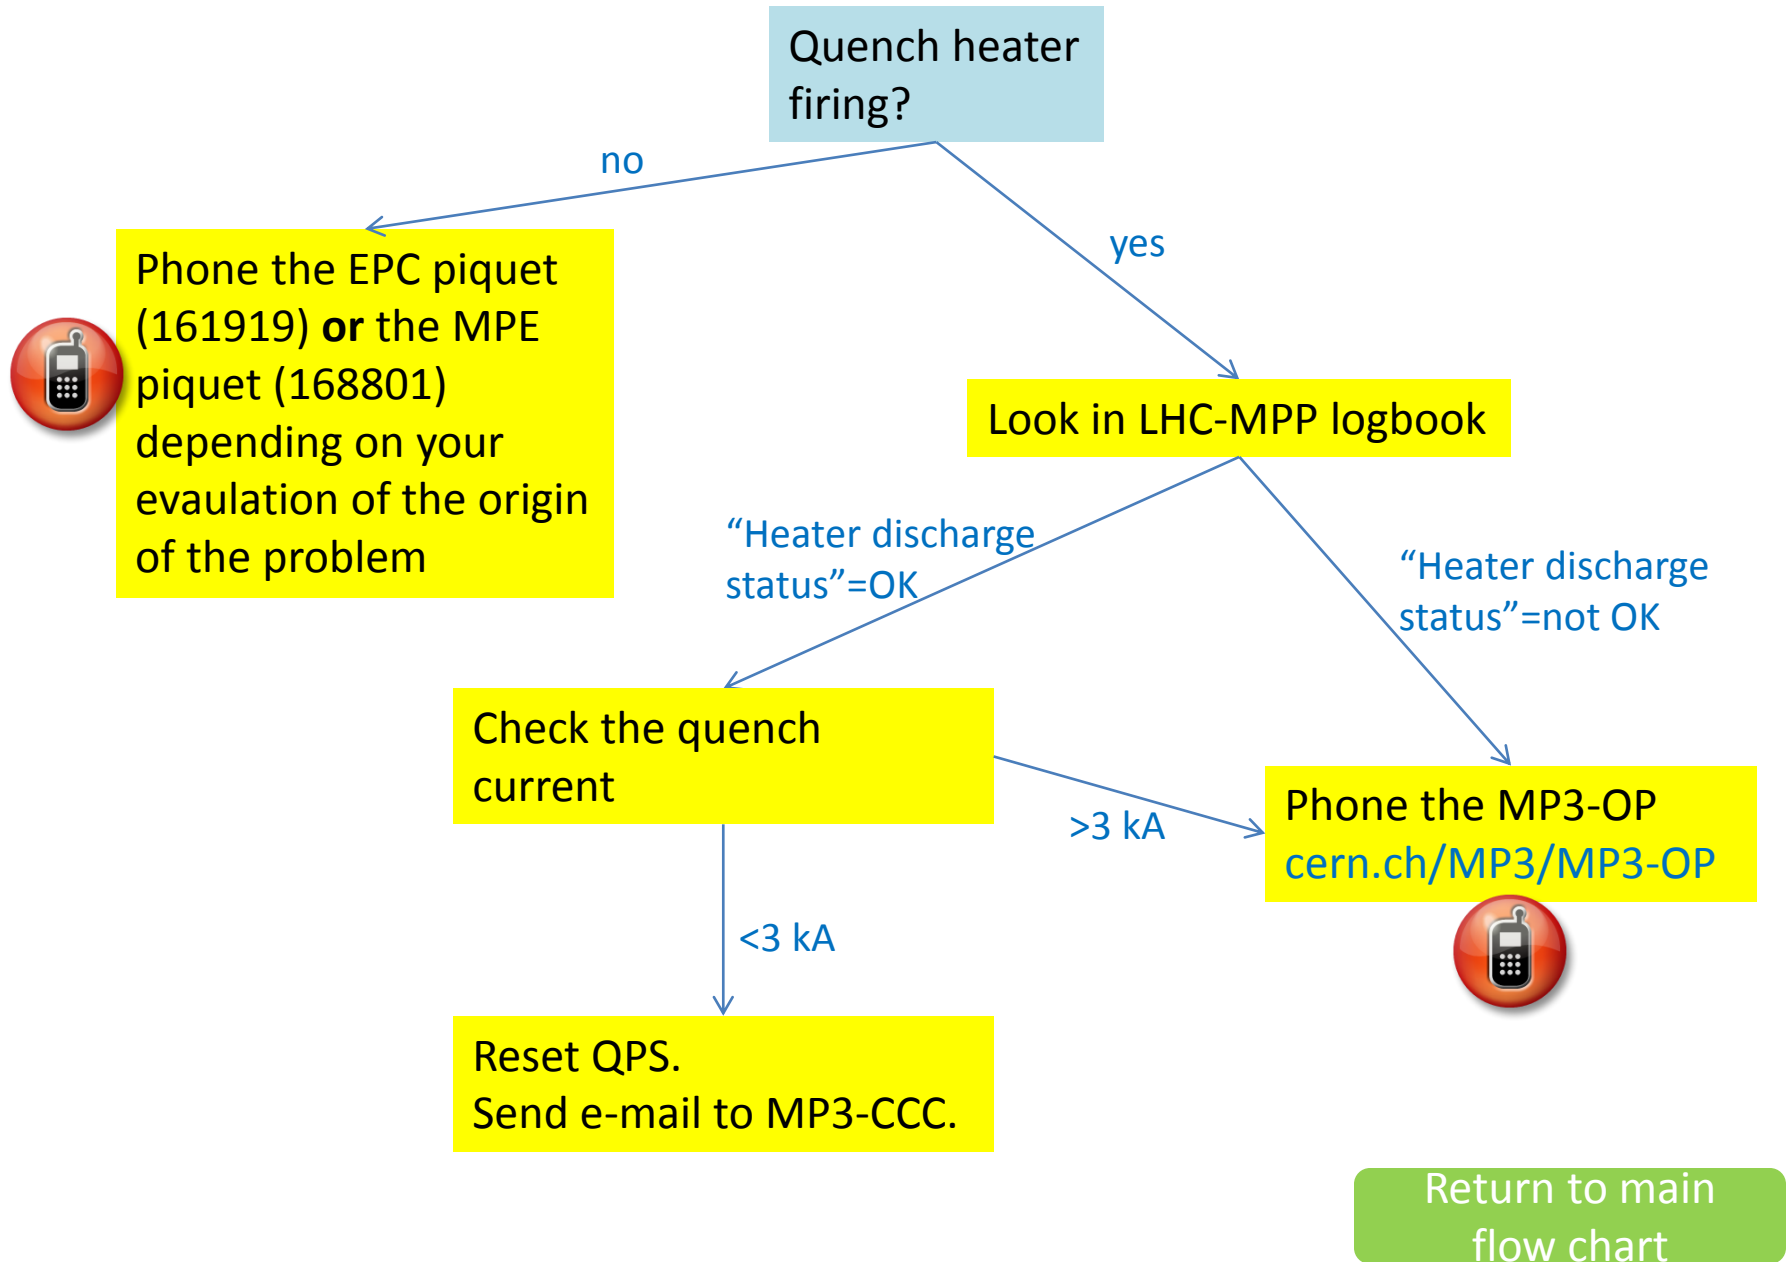 Quench heater
firing?
no
yes
Phone the EPC piquet
(161919) or the MPE
piquet (168801)
depending on your
evaulation of the origin
of the problem
Look in LHC-MPP logbook
“Heater discharge
status”=OK
“Heater discharge
status”=not OK
Check the quench
current
>3 kA
Phone the MP3-OP
cern.ch/MP3/MP3-OP
<3 kA
Reset QPS.
Send e-mail to MP3-CCC.
Return to main
flow chart